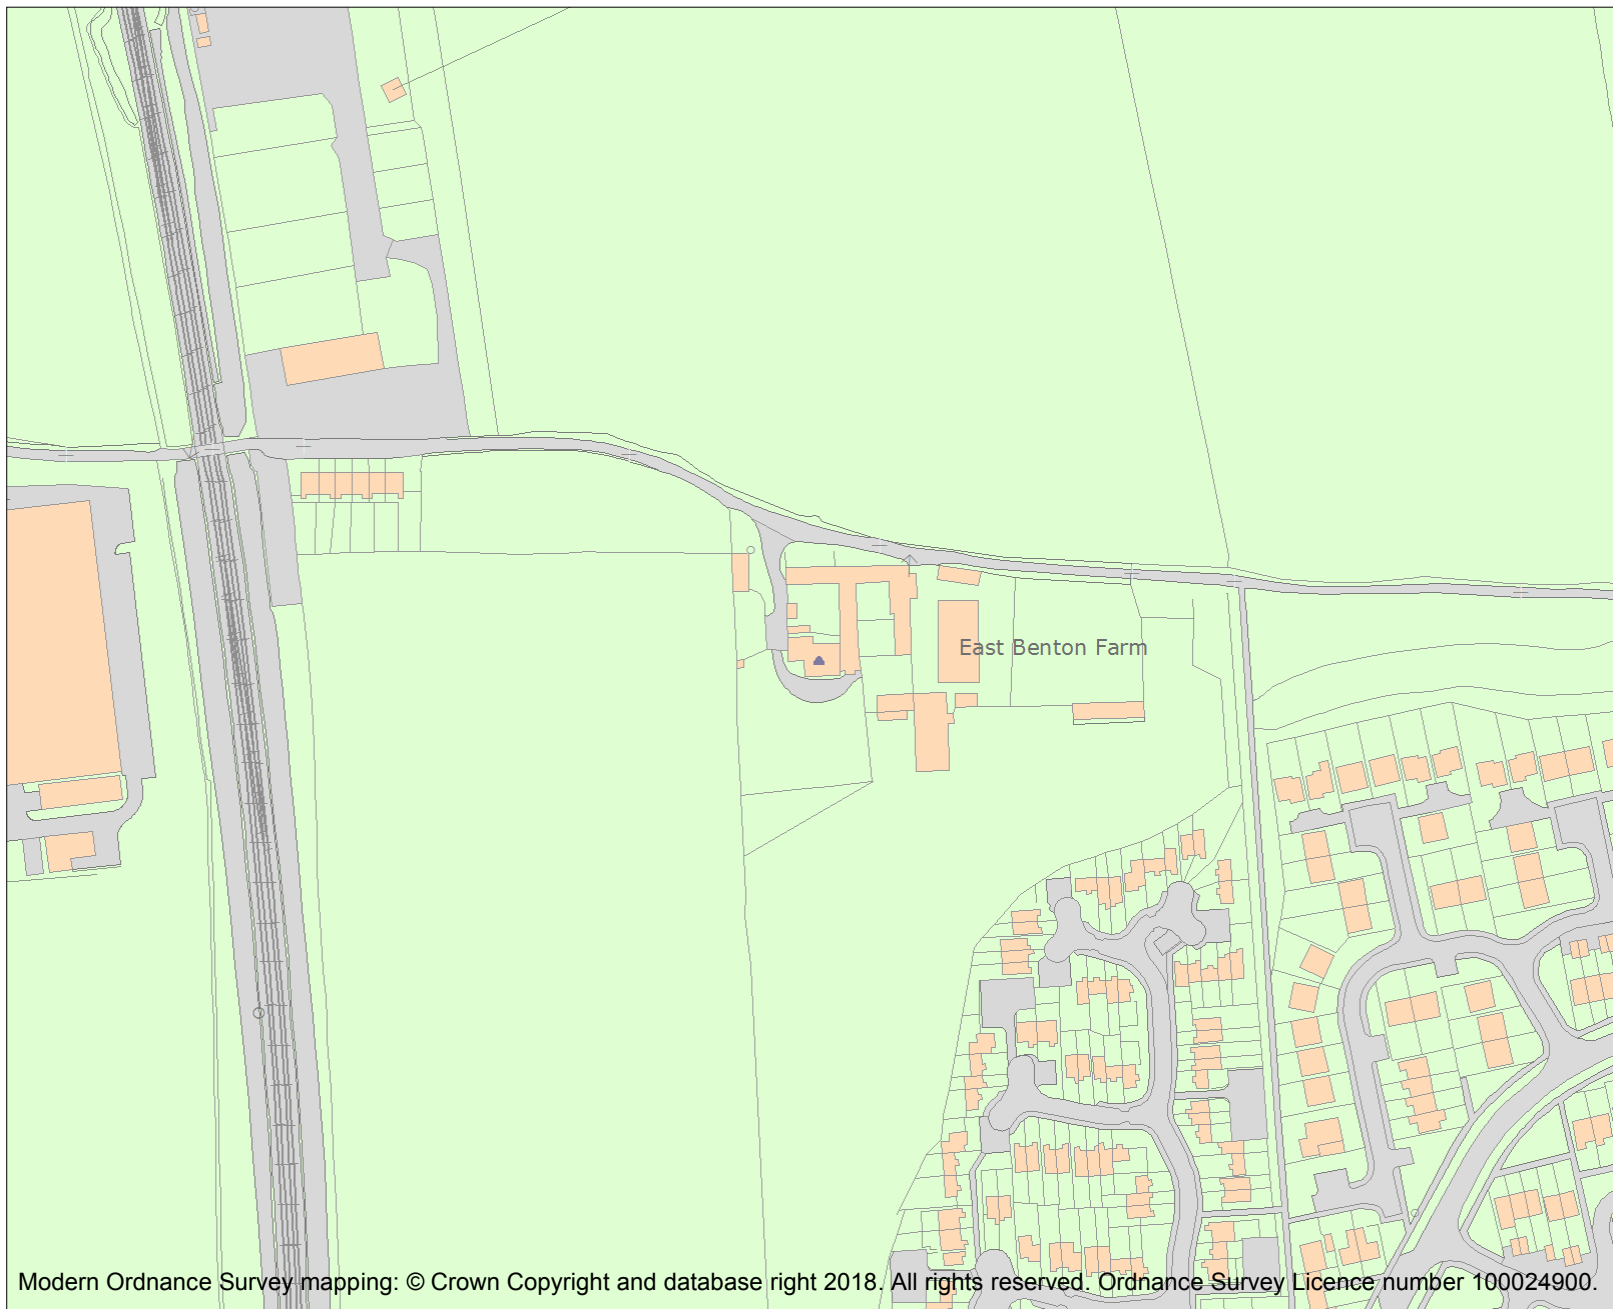 East Benton Farm
Modern Ordnance Survey mapping: © Crown Copyright and database right 2018. All rights reserved. Ordnance Survey Licence number 100024900.